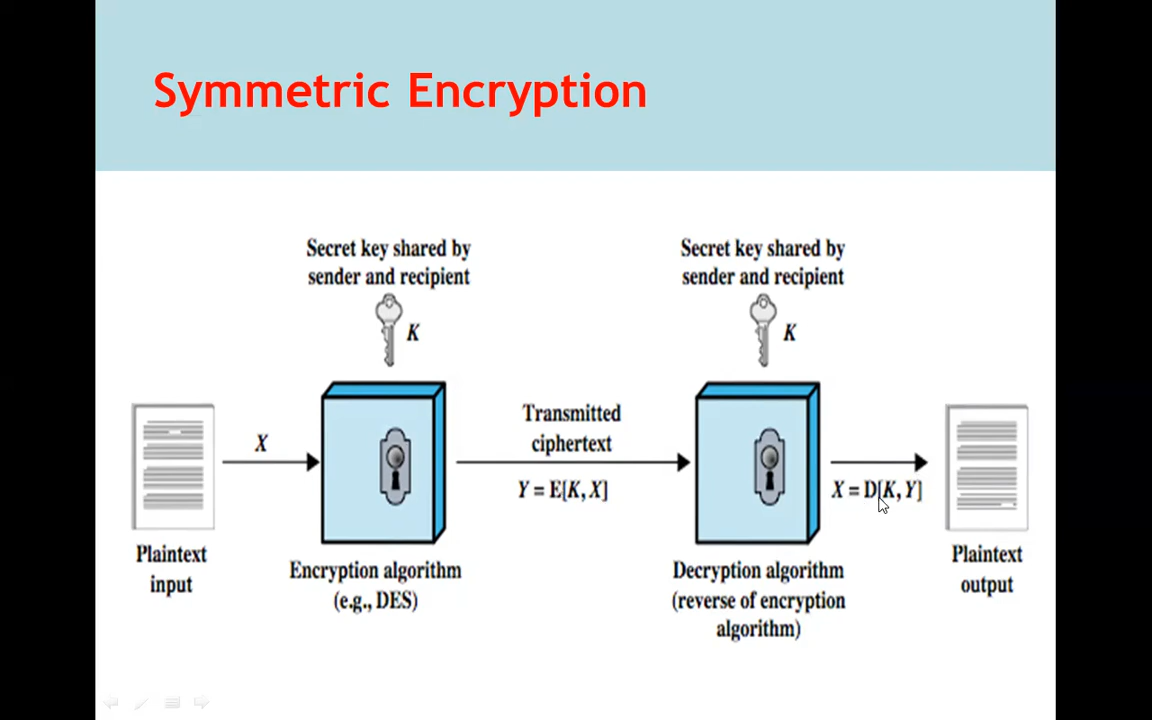 Symmetric Encryption
Secret key shared by
sender and recipient
K
Secret key shared by
sender and recipient
K
X
Transmitted
ciphertext
Y = E[K, X]
X = D[K, Y]
Plaintext
input
Encryption algorithm
(e.g., DES)
Decryption algorithm
(reverse of encryption
algorithm)
Plaintext
output